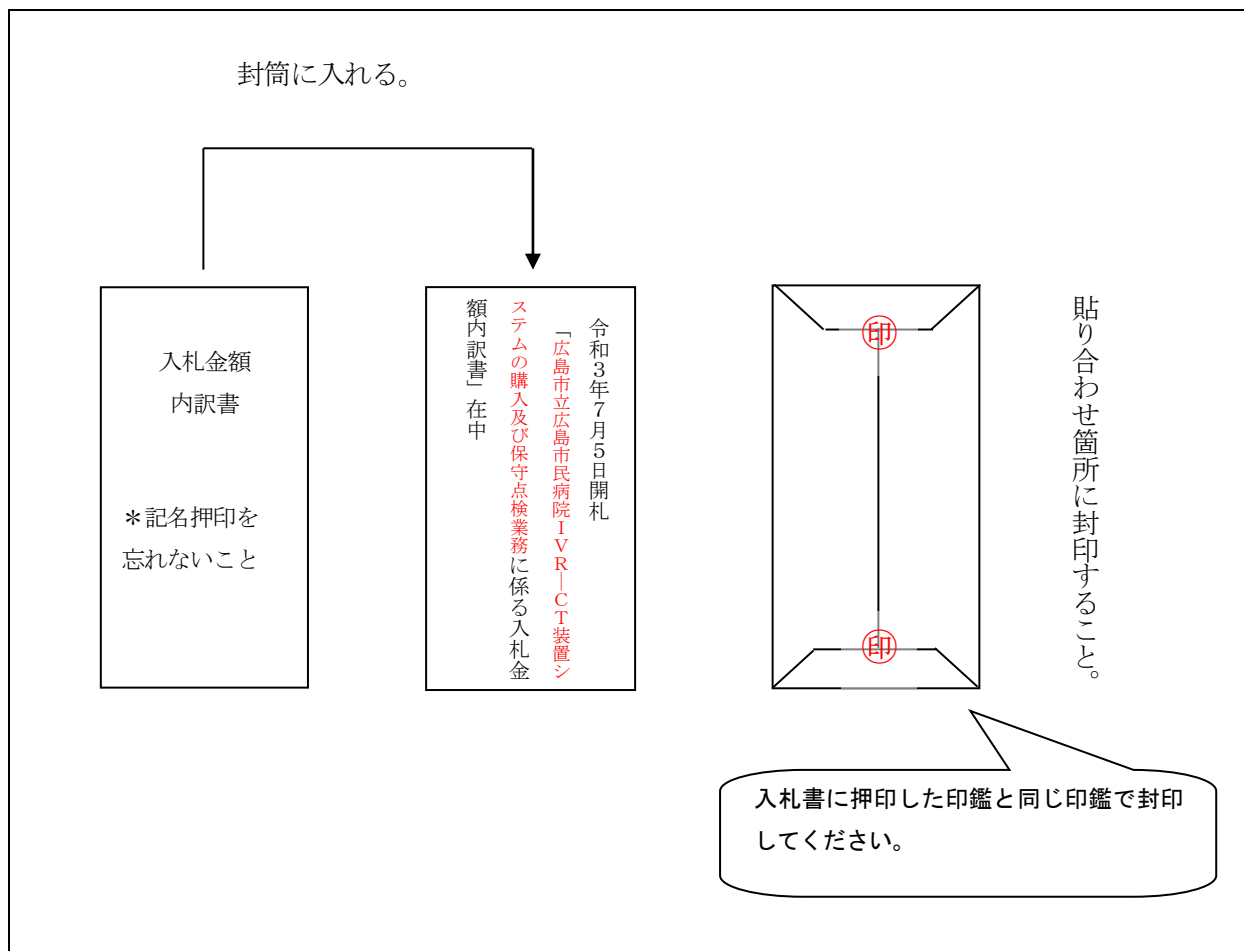 封筒に入れる。
入札金額
内訳書
＊記名押印を
忘れないこと
令和３年７月５日開札
「広島市立広島市民病院ＩＶＲ―ＣＴ装置シ
ステムの購入及び保守点検業務に係る入札金
額内訳書」在中
印
印
貼り合わせ箇所に封印すること。
入札書に押印した印鑑と同じ印鑑で封印
してください。